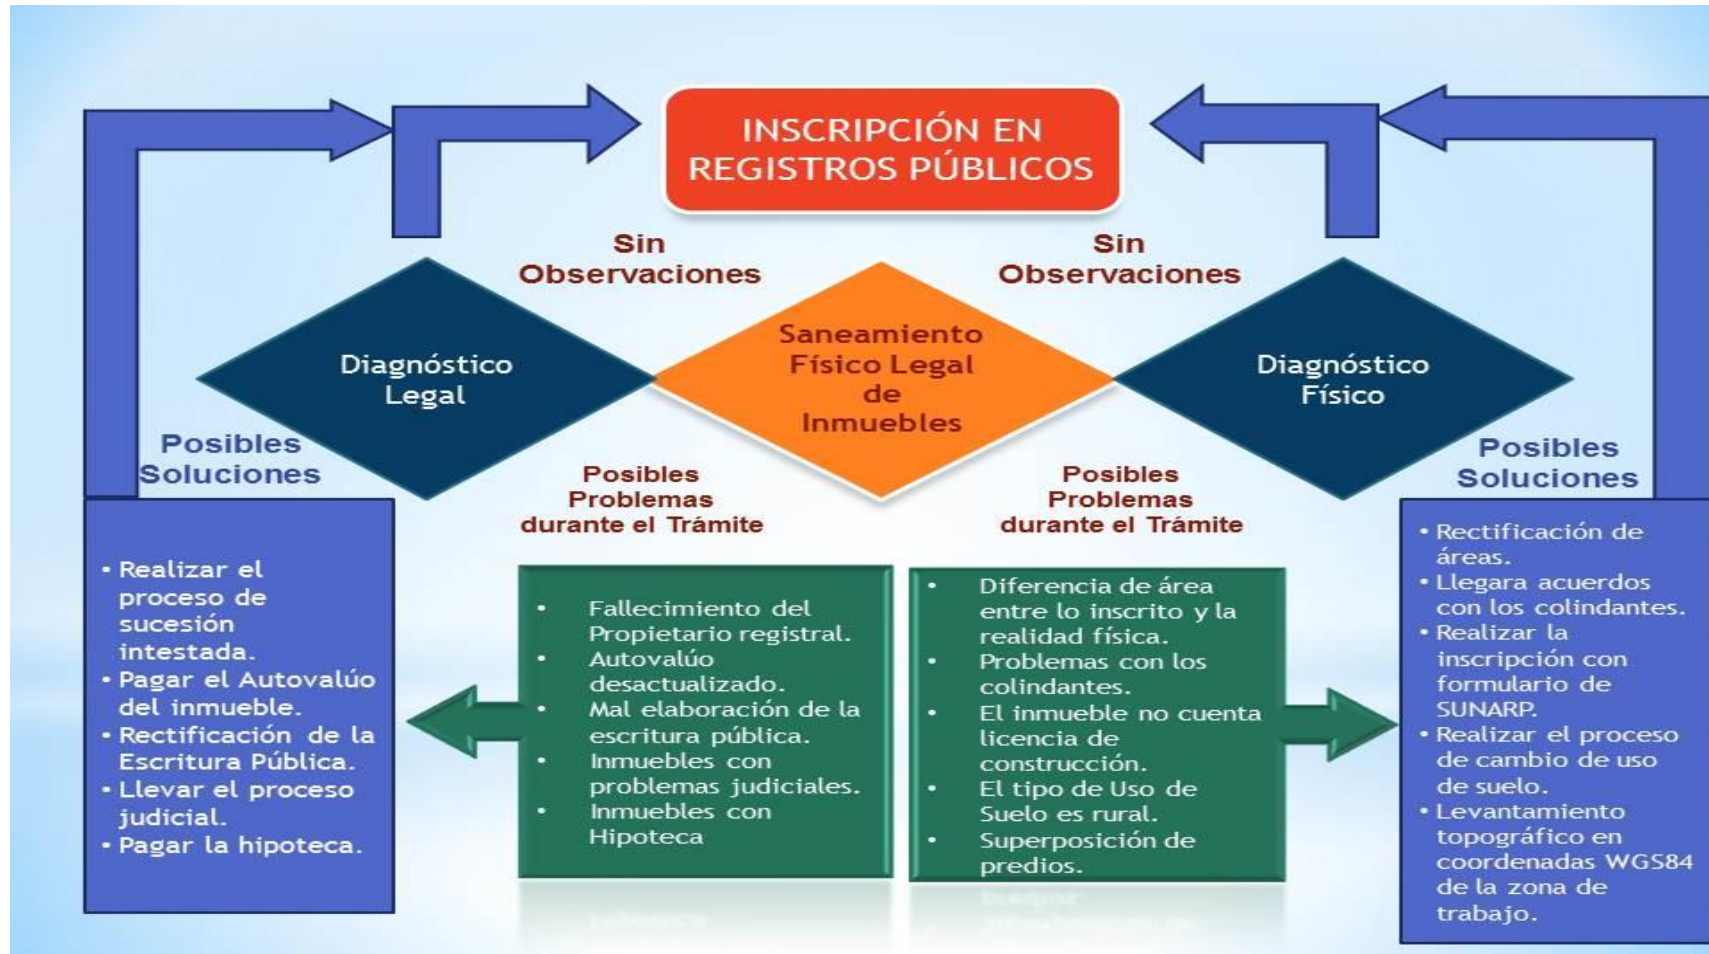 INSCRIPCIÓN EN
REGISTROS PÚBLICOS
Sin
Observaciones
Sin
Observaciones
Diagnóstico
Legal
Saneamiento
Físico Legal
de
Inmuebles
Diagnóstico
Físico
Posibles
Soluciones
Posibles
Problemas
durante el Trámite
Posibles
Problemas
durante el Trámite
Posibles
Soluciones
• Realizar el
proceso de
sucesión
intestada.
• Pagar el Autovalúo
del inmueble.
• Rectificación de la
Escritura Pública.
• Llevar el proceso
judicial.
• Pagar la hipoteca.
• Fallecimiento del
Propietario registral.
• Autovalúo
desactualizado.
• Mal elaboración de la
escritura pública.
• Inmuebles con
problemas judiciales.
• Inmuebles con
Hipoteca
• Diferencia de área
entre lo inscrito y la
realidad física.
• Problemas con los
colindantes.
• El inmueble no cuenta
licencia de
construcción.
• El tipo de Uso de
Suelo es rural.
• Superposición de
predios.
• Rectificación de
áreas.
• Llegara acuerdos
con los colindantes.
• Realizar la
inscripción con
formulario de
SUNARP.
• Realizar el proceso
de cambio de uso
de suelo.
• Levantamiento
topográfico en
coordenadas WGS84
de la zona de
trabajo.